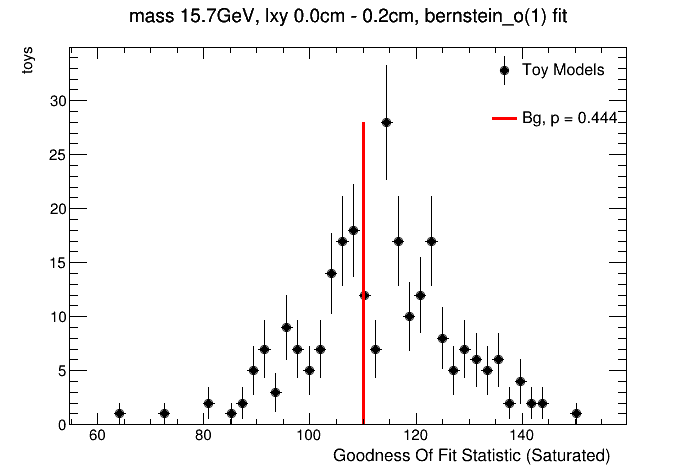 mass 15.7GeV, lxy 0.0cm - 0.2cm, bernstein_o(1) fit
toys
Toy Models
Bg, p = 0.444
30
25
20
15
10
5
0
60 80 100 120 140
Goodness Of Fit Statistic (Saturated)